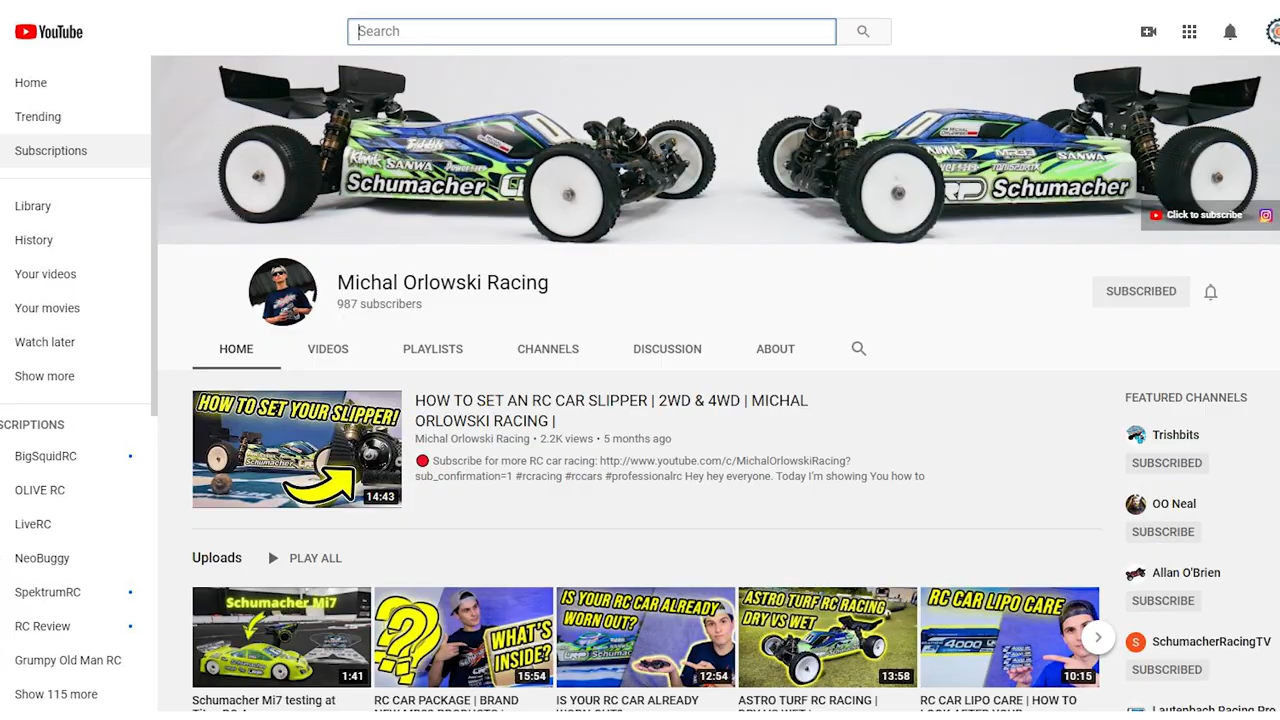 YouTube
Search
Home
Trending
Subscriptions
Library
History
Your videos
Your movies
Watch later
Show more
SCRIPTIONS
BigSquidRC
OLIVE RC
LiveRC
NeoBuggy
SpektrumRC
RC Review
Grumpy Old Man RC
Show 115 more
SANWA
Schumacher
SANWA
Schumacher
Click to subscribe
Michal Orlowski Racing
987 subscribers
SUBSCRIBED
HOME VIDEOS PLAYLISTS CHANNELS DISCUSSION ABOUT
HOW TO SET YOUR SLIPPER!
Schumacher
14:43
HOW TO SET AN RC CAR SLIPPER | 2WD & 4WD | MICHAL
ORLOWSKI RACING |
Michal Orlowski Racing • 2.2K views • 5 months ago
Subscribe for more RC car racing: http://www.youtube.com/c/MichalOrlowskiRacing?
sub_confirmation=1 #rcracing #rccars #professionalrc Hey hey everyone. Today I'm showing You how to
Uploads PLAY ALL
Schumacher Mi7
1:41
Schumacher Mi7 testing at
WHAT'S
INSIDE?
15:54
RC CAR PACKAGE | BRAND
IS YOUR RC CAR ALREADY
WORN OUT?
12:54
IS YOUR RC CAR ALREADY
ASTRO TURF RC RACING
DRY VS WET
13:58
ASTRO TURF RC RACING |
RC CAR LIPO CARE
10:15
RC CAR LIPO CARE | HOW TO
FEATURED CHANNELS
Trishbits
SUBSCRIBED
OO Neal
SUBSCRIBE
Allan O'Brien
SUBSCRIBE
S
SchumacherRacingTV
SUBSCRIBED
Lautenbach Racing Pro